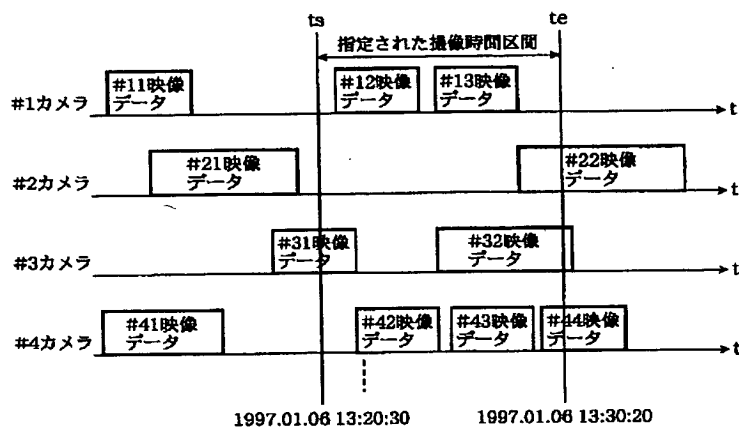 ts
te
指定された撮像時間区間
#1カメラ
#11映像
データ
#12映像
データ
#13映像
データ
t
#2カメラ
#21映像
データ
#22映像
データ
t
#3カメラ
#31映像
データ
#32映像
データ
t
#4カメラ
#41映像
データ
#42映像
データ
#43映像
データ
#44映像
データ
t
1997.01.06 13:20:30
1997.01.06 13:30:20